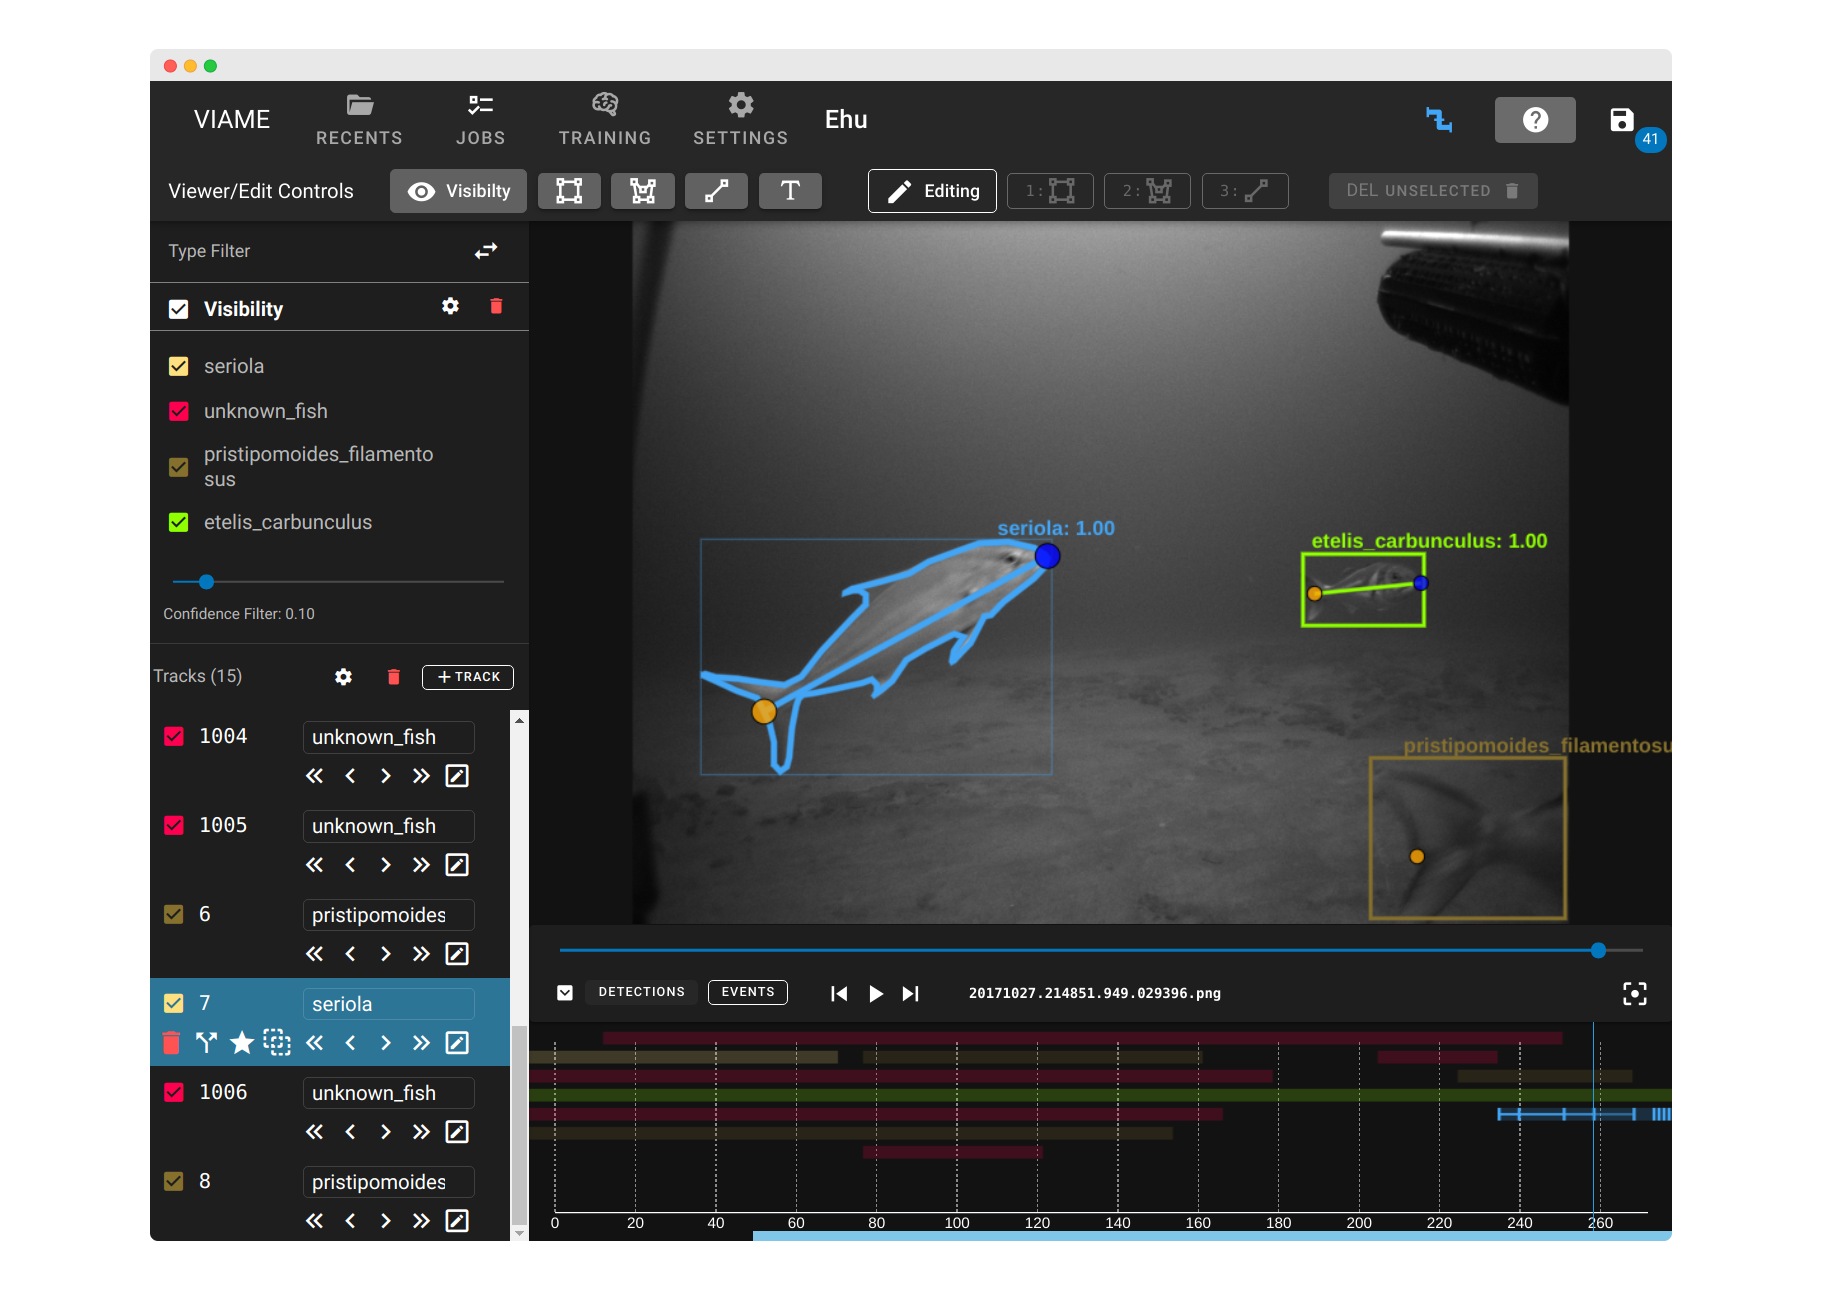 VIAME
RECENTS
JOBS
TRAINING
SETTINGS
Ehu
41
Viewer/Edit Controls
Visibilty
T
Editing
1:
2:
3:
DEL UNSELECTED
Type Filter
Visibility
seriola
unknown_fish
pristipomoides_filamento
sus
etelis_carbunculus
Confidence Filter: 0.10
Tracks (15)
+ TRACK
1004
unknown_fish
1005
unknown_fish
6
pristipomoides
7
seriola
1006
unknown_fish
8
pristipomoides
seriola: 1.00
etelis_carbunculus: 1.00
pristipomoides_filamentosu
DETECTIONS
EVENTS
20171027.214851.949.029396.png
0 20 40 60 80 100 120 140 160 180 200 220 240 260